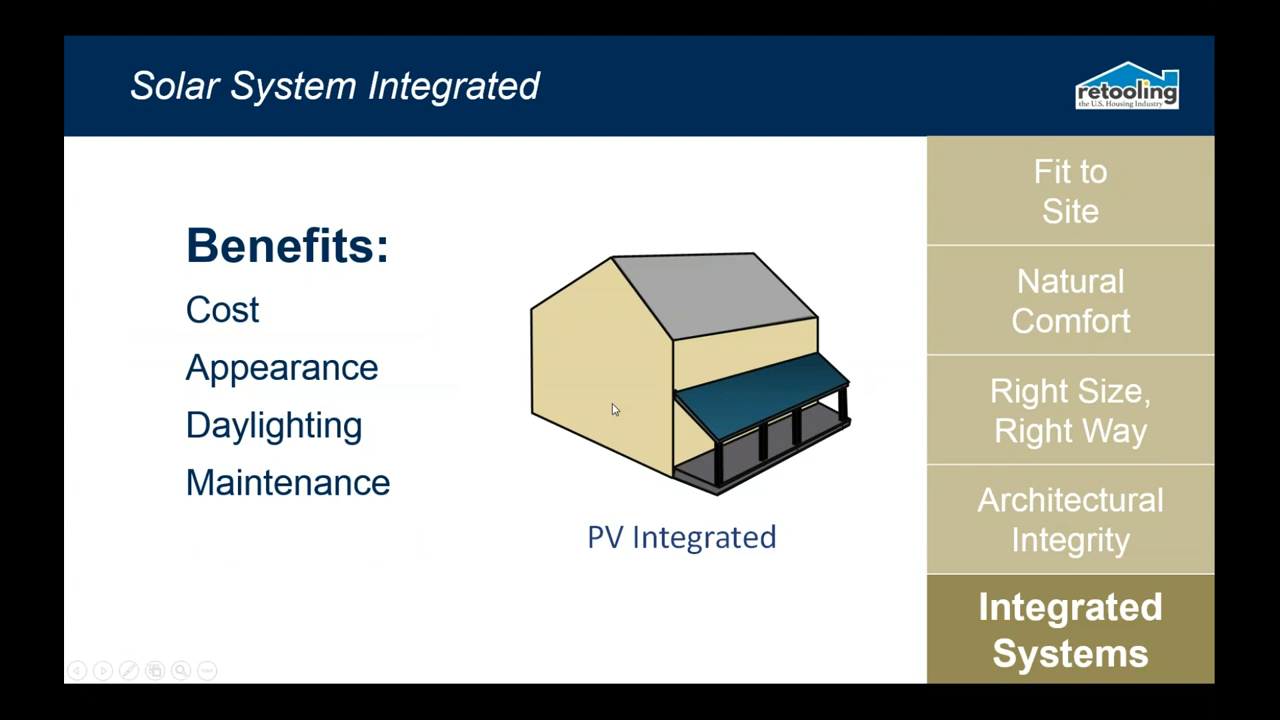 Solar System Integrated
retooling
the U.S. Housing Industry
Benefits:
Cost
Appearance
Daylighting
Maintenance
PV Integrated
Fit to
Site
Natural
Comfort
Right Size,
Right Way
Architectural
Integrity
Integrated
Systems